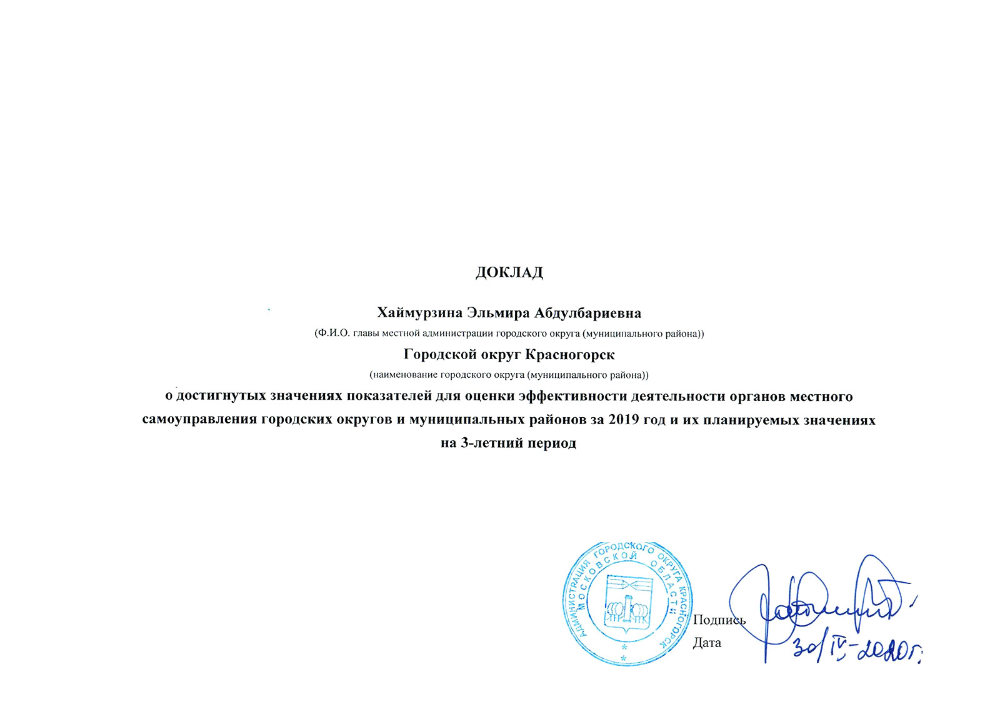 ДОКЛАД
Хаймурзина Эльмира Абдулбариевна
(Ф.И.О. главы местной администрации городского округа (муниципального района))
Городской округ Красногорск
(наименование городского округа (муниципального района))
о достигнутых значениях показателей для оценки эффективности деятельности органов местного
самоуправления городских округов и муниципальных районов за 2019 год и их планируемых значениях
на 3-летний период
АДМИНИСТРАЦИЯ ГОРОДСКОГО ОКРУГА КРАСНОГОРСК
МОСКОВСКОЙ ОБЛАСТИ
* *
Подпись
Дата 30/IV-2020г.